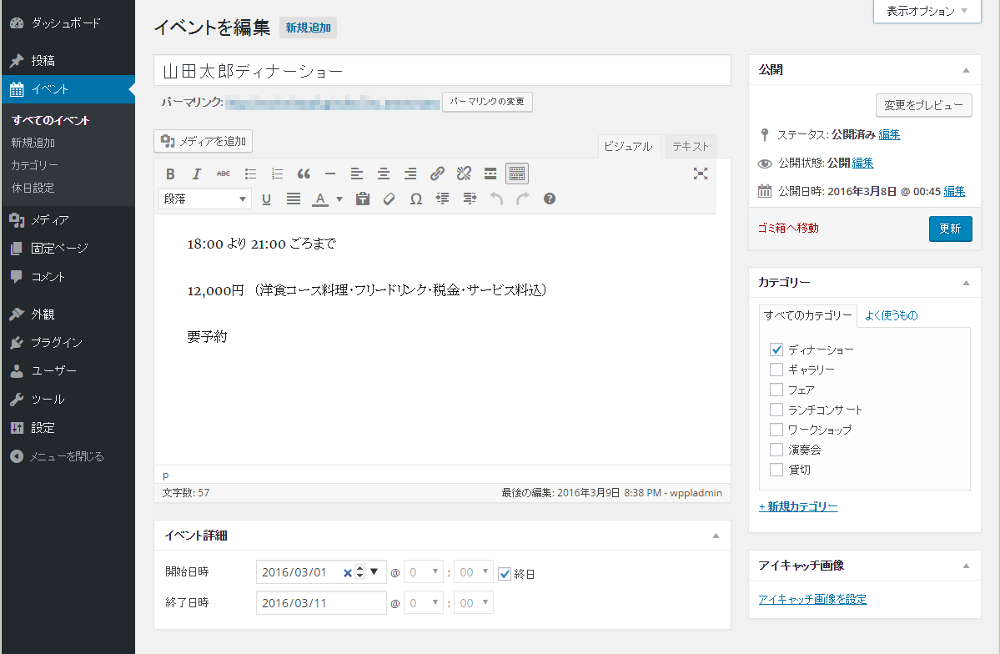 ダッシュボード
投稿
イベント
すべてのイベント
新規追加
カテゴリー
休日設定
メディア
固定ページ
コメント
外観
プラグイン
ユーザー
ツール
設定
メニューを閉じる
表示オプション ▼
イベントを編集 新規追加
山田太郎ディナーショー
パーマリンク: パーマリンクの変更
メディアを追加
ビジュアル テキスト
B I ABC
段落 U A
18:00 より 21:00 ごろまで
12,000円 （洋食コース料理・フリードリンク・税金・サービス料込）
要予約
p
文字数: 57 最後の編集: 2016年3月9日 8:38 PM - wppladmin
イベント詳細
開始日時 2016/03/01 @ 0 : 00 終日
終了日時 2016/03/11 @ 0 : 00
公開
変更をプレビュー
ステータス: 公開済み 編集
公開状態: 公開 編集
公開日時: 2016年3月8日 @ 00:45 編集
ゴミ箱へ移動 更新
カテゴリー
すべてのカテゴリー よく使うもの
ディナーショー
ギャラリー
フェア
ランチコンサート
ワークショップ
演奏会
貸切
+ 新規カテゴリー
アイキャッチ画像
アイキャッチ画像を設定